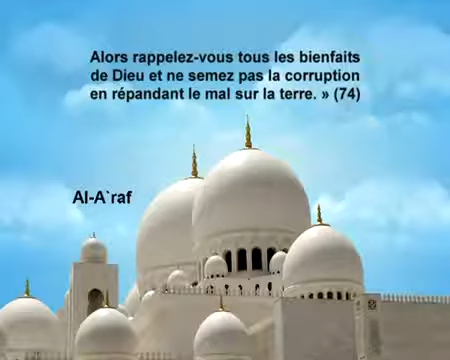 Alors rappelez-vous tous les bienfaits
de Dieu et ne semez pas la corruption
en répandant le mal sur la terre. » (74)
Al-A`raf